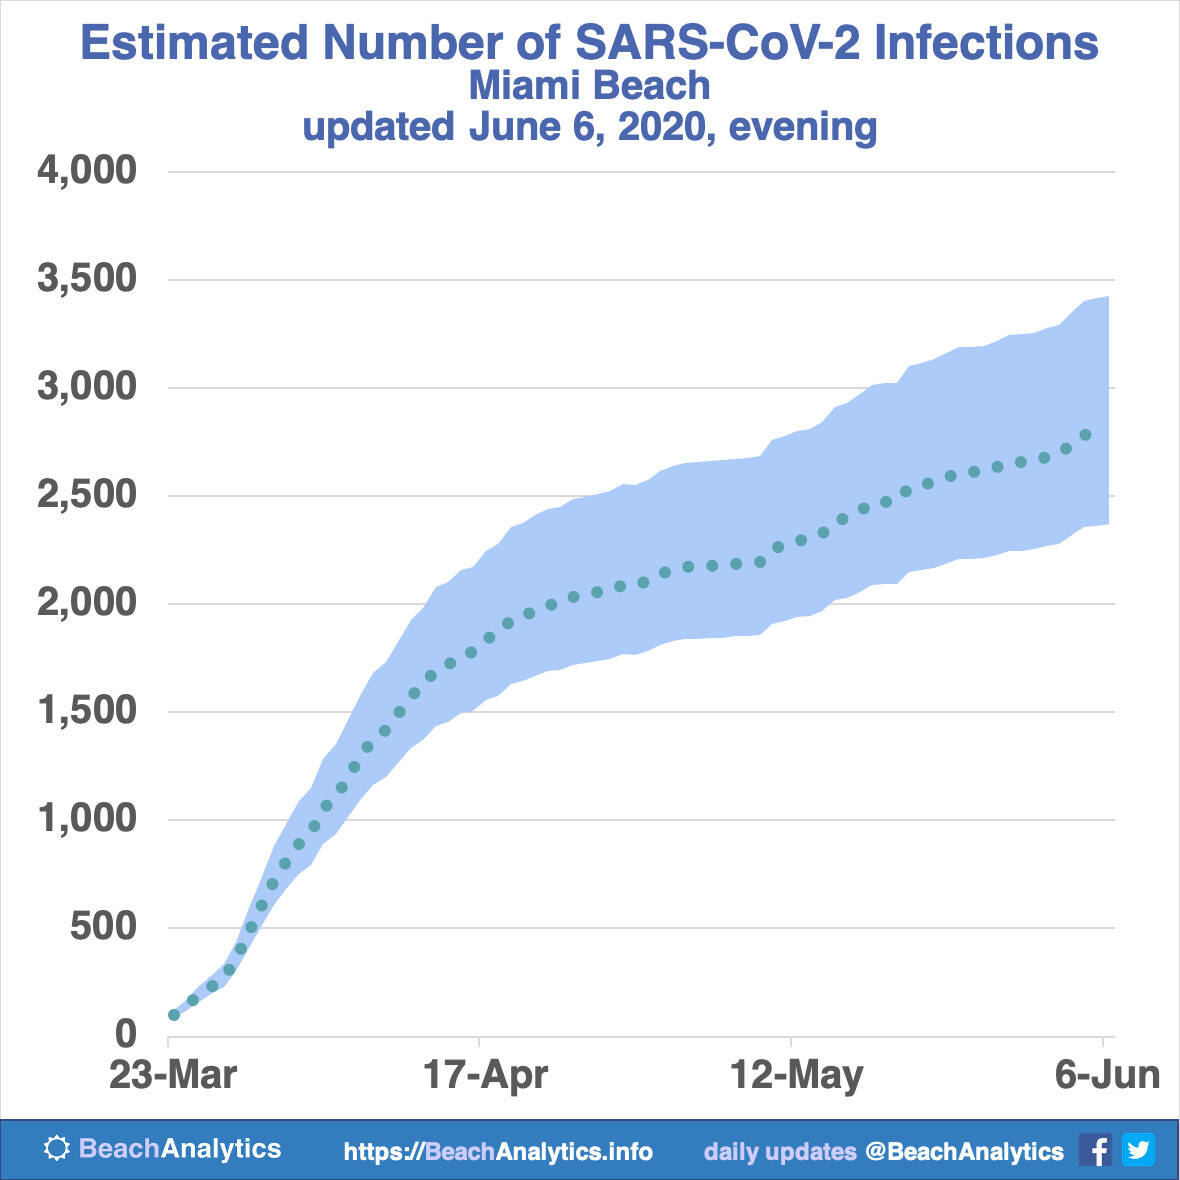 Estimated Number of SARS-CoV-2 Infections
Miami Beach
updated June 6, 2020, evening
4,000
3,500
3,000
2,500
2,000
1,500
1,000
500
0
23-Mar 17-Apr 12-May 6-Jun
BeachAnalytics https://BeachAnalytics.info daily updates @BeachAnalytics